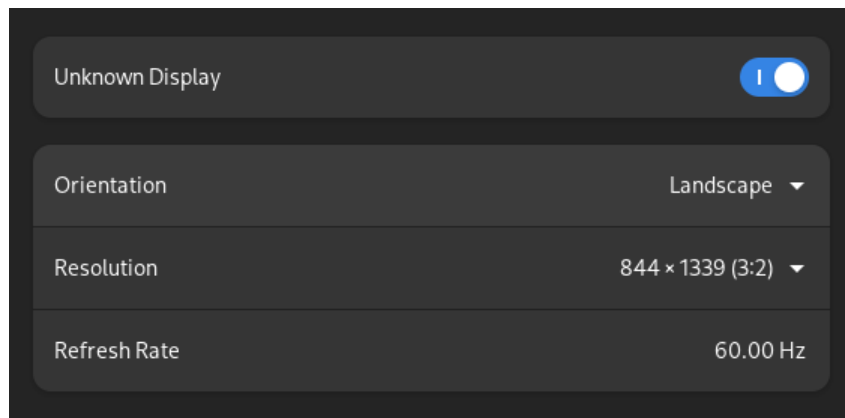 Unknown Display
Orientation Landscape
Resolution 844 × 1339 (3:2)
Refresh Rate 60.00 Hz